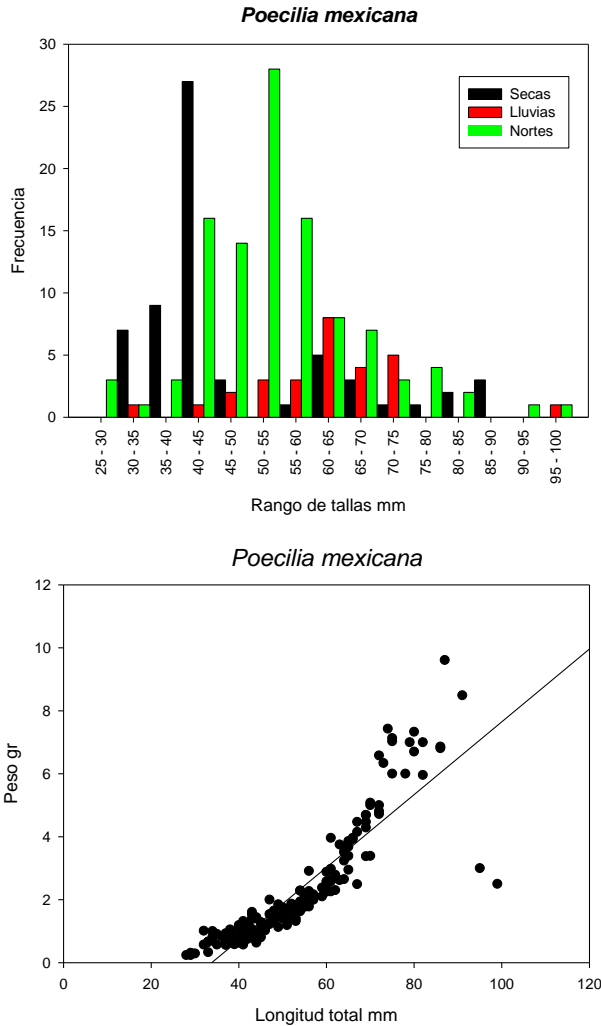 Poecilia mexicana
30
25
20
15
10
5
0
Frecuencia
Secas
Lluvias
Nortes
25 - 30
30 - 35
35 - 40
40 - 45
45 - 50
50 - 55
55 - 60
60 - 65
65 - 70
70 - 75
75 - 80
80 - 85
85 - 90
90 - 95
95 - 100
Rango de tallas mm
Poecilia mexicana
12
10
8
6
4
2
0
Peso gr
0 20 40 60 80 100 120
Longitud total mm